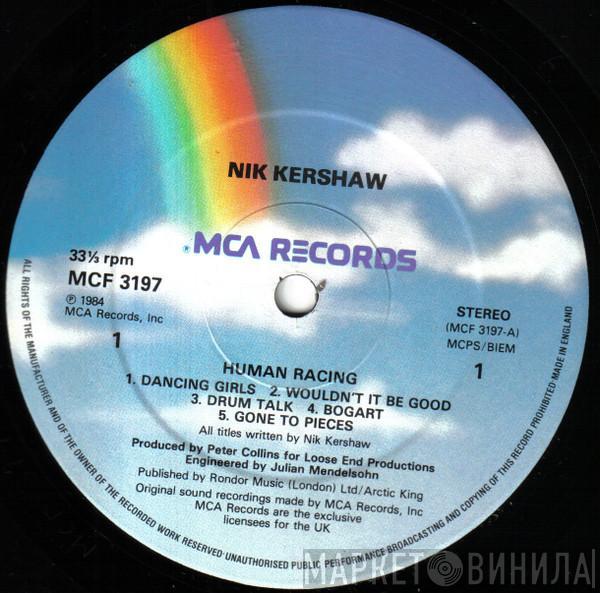 NIK KERSHAW
® MCA RECORDS
33⅓ rpm
MCF 3197
℗ 1984
MCA Records, Inc
1
STEREO
(MCF 3197-A)
MCPS/BIEM
1
HUMAN RACING
1. DANCING GIRLS 2. WOULDN'T IT BE GOOD
3. DRUM TALK 4. BOGART
5. GONE TO PIECES
All titles written by Nik Kershaw
Produced by Peter Collins for Loose End Productions
Engineered by Julian Mendelsohn
Published by Rondor Music (London) Ltd/Arctic King
Original sound recordings made by MCA Records, Inc
MCA Records are the exclusive
licensees for the UK
ALL RIGHTS OF THE MANUFACTURER AND OF THE OWNER OF THE RECORDED WORK RESERVED·UNAUTHORISED PUBLIC PERFORMANCE BROADCASTING AND COPYING OF THIS RECORD PROHIBITED·MADE IN ENGLAND
МАРКЕТ ВИНИЛА